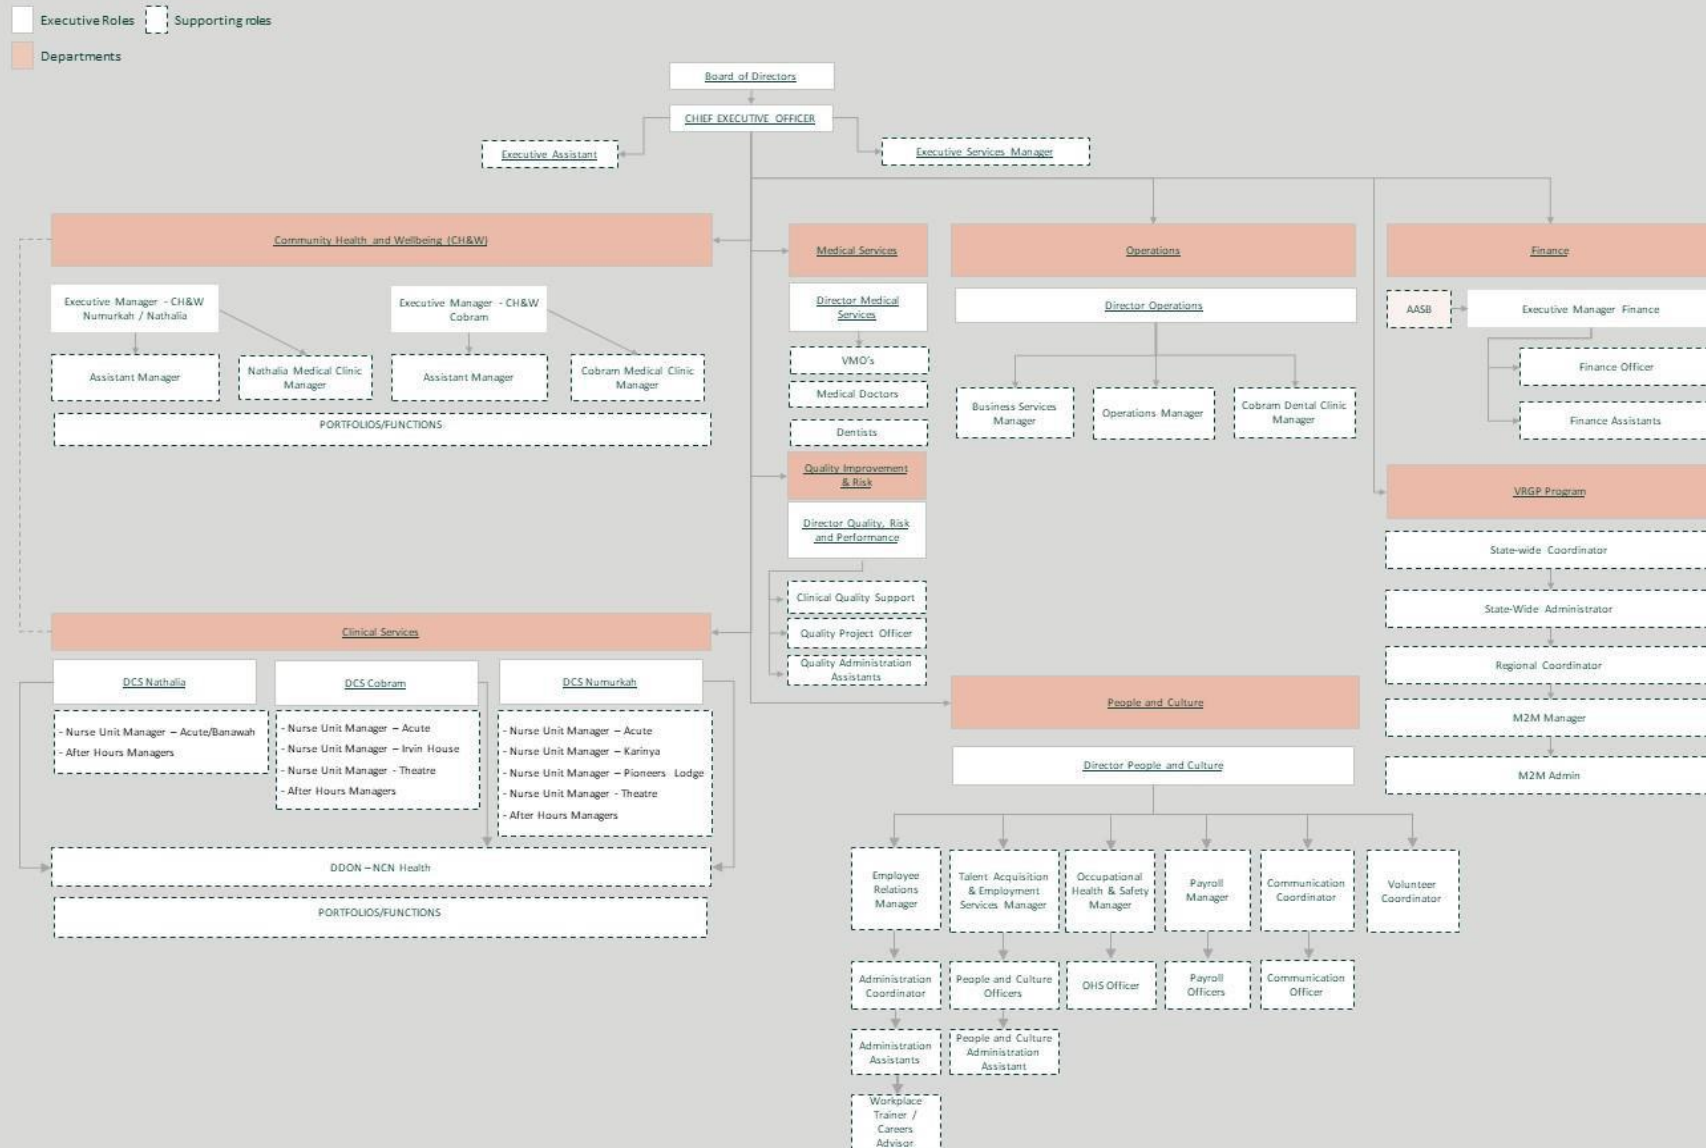 Executive Roles
Supporting roles
Departments
Board of Directors
CHIEF EXECUTIVE OFFICER
Executive Assistant
Executive Services Manager
Community Health and Wellbeing (CH&W)
Executive Manager - CH&W
Numurkah / Nathalia
Executive Manager - CH&W
Cobram
Assistant Manager
Nathalia Medical Clinic
Manager
Assistant Manager
Cobram Medical Clinic
Manager
PORTFOLIOS/FUNCTIONS
Medical Services
Director Medical
Services
VMO's
Medical Doctors
Dentists
Quality Improvement
& Risk
Director Quality, Risk
and Performance
Clinical Quality Support
Quality Project Officer
Quality Administration
Assistants
Operations
Director Operations
Business Services
Manager
Operations Manager
Cobram Dental Clinic
Manager
Finance
AASB
Executive Manager Finance
Finance Officer
Finance Assistants
VRGP Program
State-wide Coordinator
State-Wide Administrator
Regional Coordinator
M2M Manager
M2M Admin
Clinical Services
DCS Nathalia
- Nurse Unit Manager – Acute/Banawah
- After Hours Managers
DCS Cobram
- Nurse Unit Manager – Acute
- Nurse Unit Manager – Irvin House
- Nurse Unit Manager - Theatre
- After Hours Managers
DCS Numurkah
- Nurse Unit Manager – Acute
- Nurse Unit Manager – Karinya
- Nurse Unit Manager – Pioneers Lodge
- Nurse Unit Manager - Theatre
- After Hours Managers
DDON – NCN Health
PORTFOLIOS/FUNCTIONS
People and Culture
Director People and Culture
Employee
Relations
Manager
Talent Acquisition
& Employment
Services Manager
Occupational
Health & Safety
Manager
Payroll
Manager
Communication
Coordinator
Volunteer
Coordinator
Administration
Coordinator
People and Culture
Officers
OHS Officer
Payroll
Officers
Communication
Officer
Administration
Assistants
People and Culture
Administration
Assistant
Workplace
Trainer /
Careers
Advisor